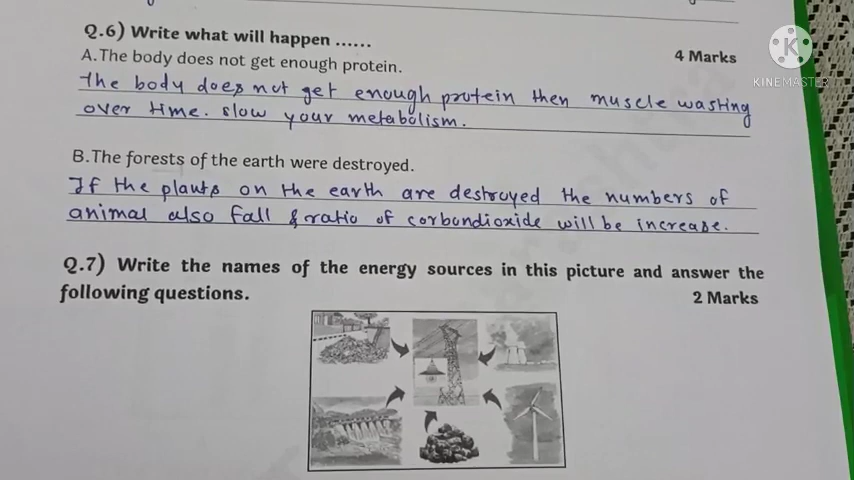 Q.6) Write what will happen ......
4 Marks
A.The body does not get enough protein.
The body does not get enough protein then muscle wasting
over time. slow your metabolism.
B.The forests of the earth were destroyed.
If the plants on the earth are destroyed the numbers of
animal also fall & ratio of corbondioxide will be increase.
Q.7) Write the names of the energy sources in this picture and answer the
following questions.
2 Marks
K
KINEMASTER